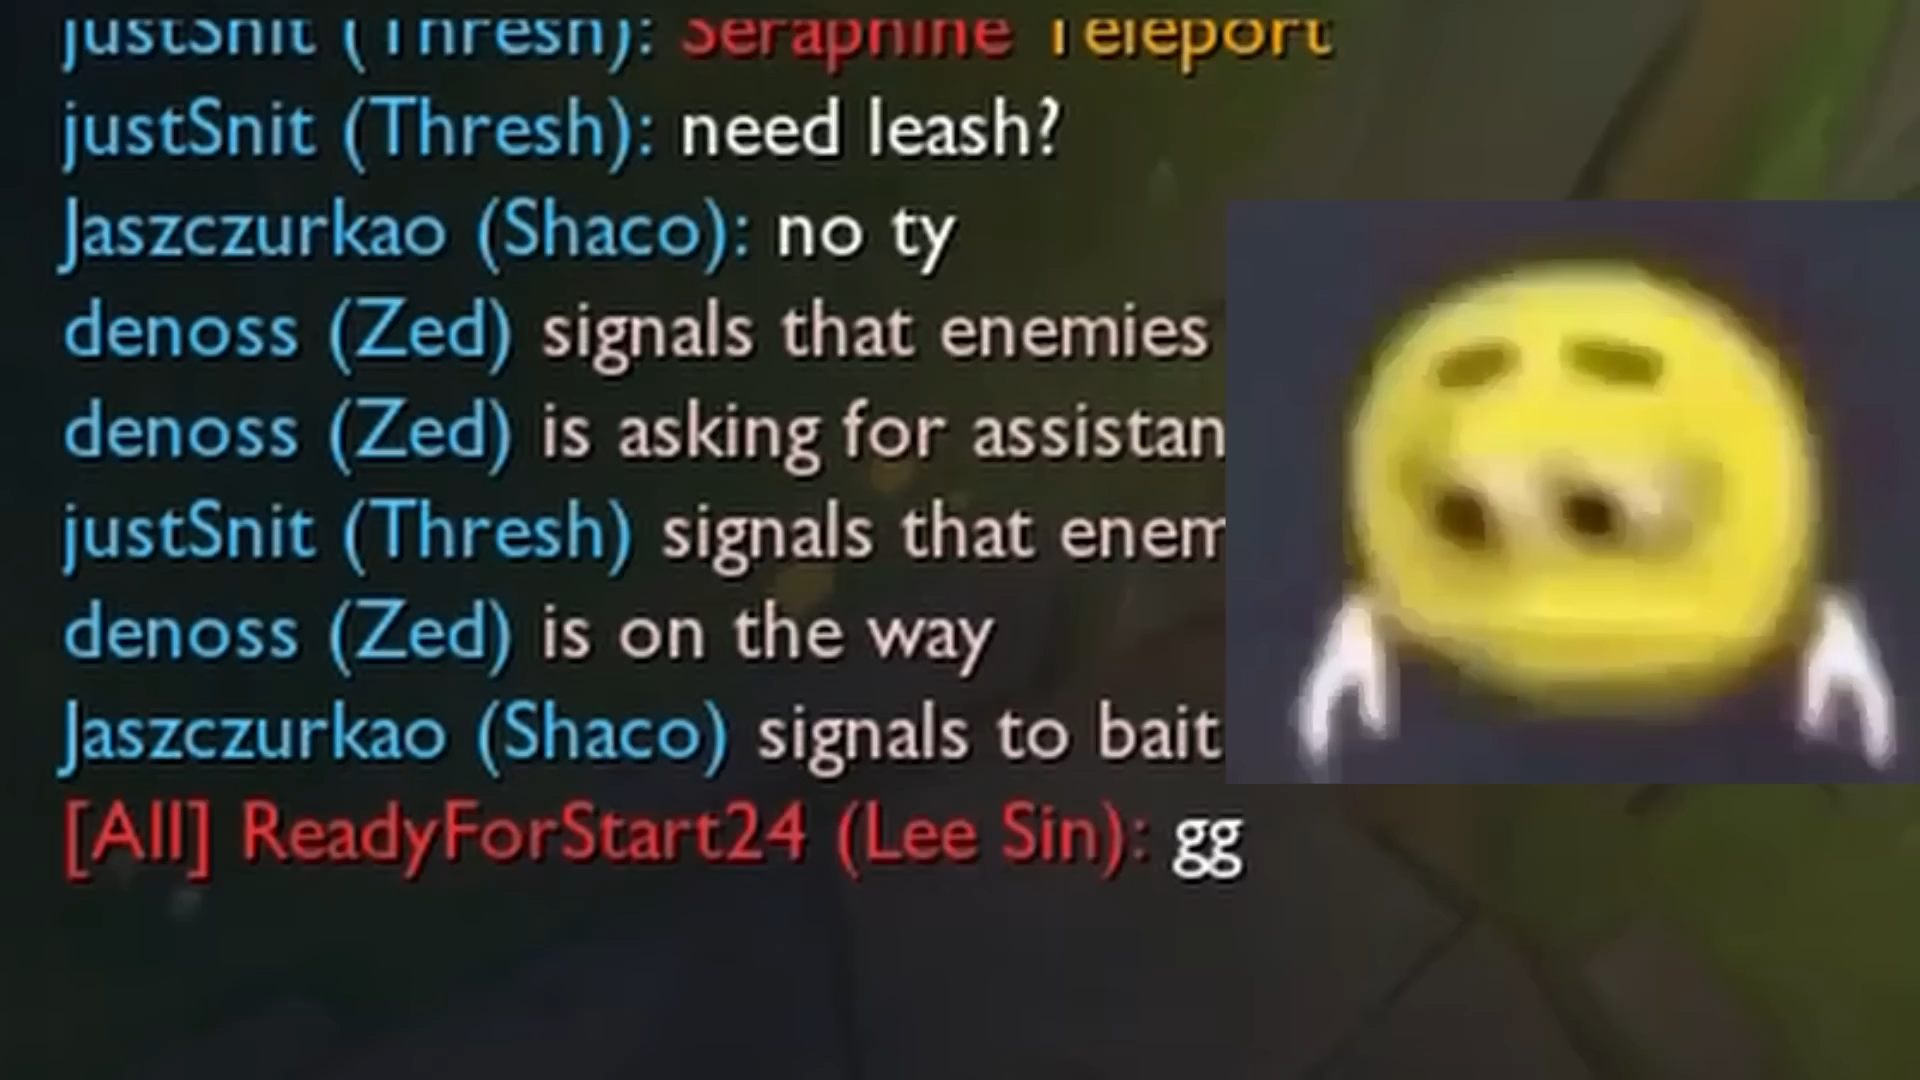 justSnit (Thresh): Seraphine Teleport
justSnit (Thresh): need leash?
Jaszczurkao (Shaco): no ty
denoss (Zed) signals that enemies
denoss (Zed) is asking for assistan
justSnit (Thresh) signals that enem
denoss (Zed) is on the way
Jaszczurkao (Shaco) signals to bait
[All] ReadyForStart24 (Lee Sin): gg